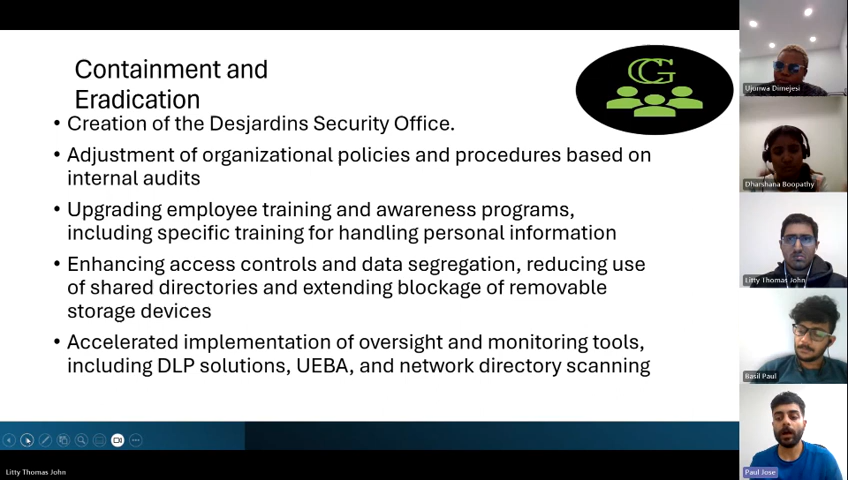 Containment and
Eradication
• Creation of the Desjardins Security Office.
• Adjustment of organizational policies and procedures based on
internal audits
• Upgrading employee training and awareness programs,
including specific training for handling personal information
• Enhancing access controls and data segregation, reducing use
of shared directories and extending blockage of removable
storage devices
• Accelerated implementation of oversight and monitoring tools,
including DLP solutions, UEBA, and network directory scanning
CG
Ujunwa Dimejesi
Dharshana Boopathy
Litty Thomas John
Basil Paul
Paul Jose
Litty Thomas John